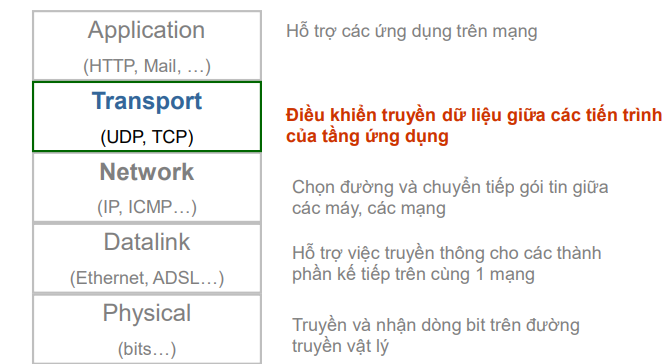 Application
(HTTP, Mail, …)
Hỗ trợ các ứng dụng trên mạng
Transport
(UDP, TCP)
Điều khiển truyền dữ liệu giữa các tiến trình
của tầng ứng dụng
Network
(IP, ICMP…)
Chọn đường và chuyển tiếp gói tin giữa
các máy, các mạng
Datalink
(Ethernet, ADSL…)
Hỗ trợ việc truyền thông cho các thành
phần kế tiếp trên cùng 1 mạng
Physical
(bits…)
Truyền và nhận dòng bit trên đường
truyền vật lý